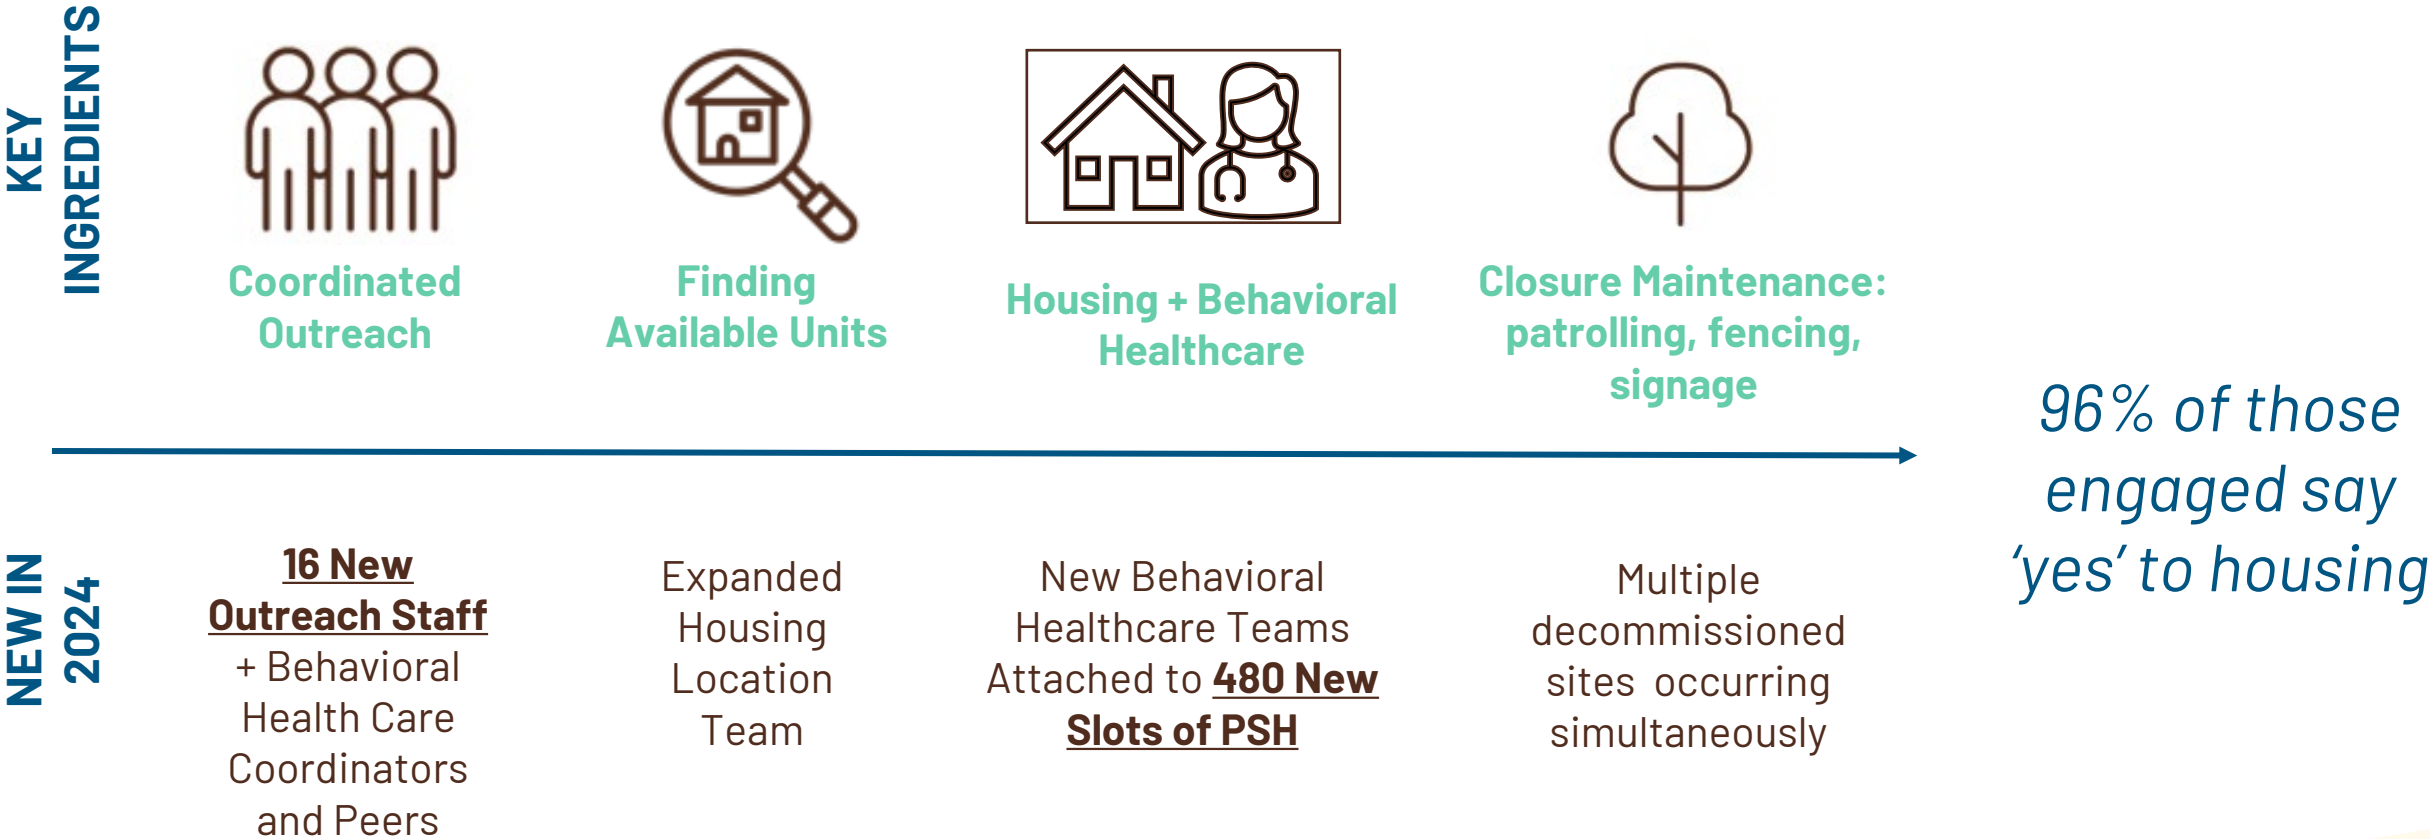 KEY
INGREDIENTS
Coordinated
Outreach
Finding
Available Units
Housing + Behavioral
Healthcare
Closure Maintenance:
patrolling, fencing,
signage
NEW IN
2024
16 New
Outreach Staff
+ Behavioral
Health Care
Coordinators
and Peers
Expanded
Housing
Location
Team
New Behavioral
Healthcare Teams
Attached to 480 New
Slots of PSH
Multiple
decommissioned
sites occurring
simultaneously
96% of those
engaged say
‘yes’ to housing